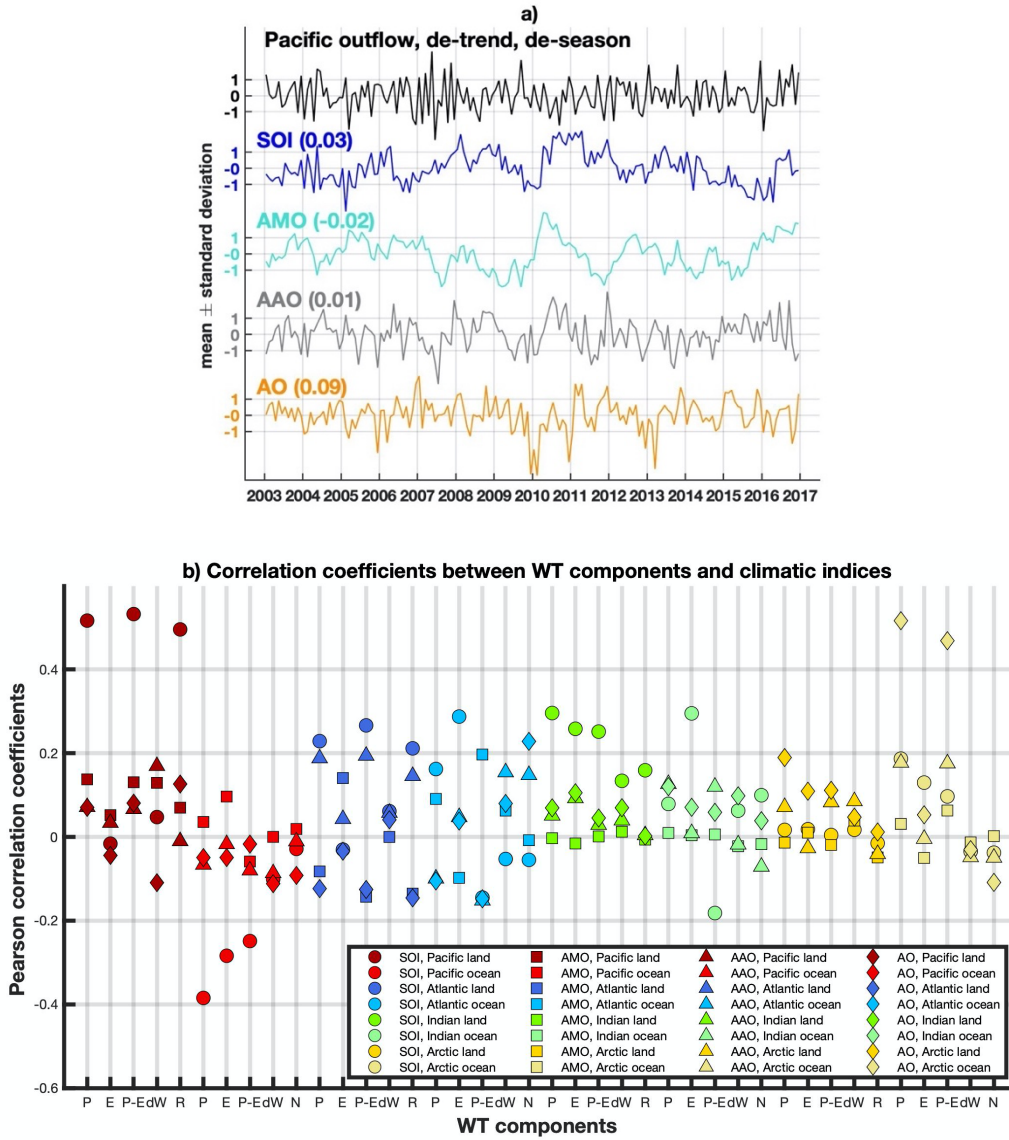 a)
Pacific outflow, de-trend, de-season
1
0
-1
SOI (0.03)
1
-0
-1
AMO (-0.02)
1
-0
-1
AAO (0.01)
1
0
-1
AO (0.09)
1
-0
-1
mean ± standard deviation
2003 2004 2005 2006 2007 2008 2009 2010 2011 2012 2013 2014 2015 2016 2017
b) Correlation coefficients between WT components and climatic indices
Pearson correlation coefficients
0.4
0.2
0
-0.2
-0.4
-0.6
SOI, Pacific land AMO, Pacific land AAO, Pacific land AO, Pacific land
SOI, Pacific ocean AMO, Pacific ocean AAO, Pacific ocean AO, Pacific ocean
SOI, Atlantic land AMO, Atlantic land AAO, Atlantic land AO, Atlantic land
SOI, Atlantic ocean AMO, Atlantic ocean AAO, Atlantic ocean AO, Atlantic ocean
SOI, Indian land AMO, Indian land AAO, Indian land AO, Indian land
SOI, Indian ocean AMO, Indian ocean AAO, Indian ocean AO, Indian ocean
SOI, Arctic land AMO, Arctic land AAO, Arctic land AO, Arctic land
SOI, Arctic ocean AMO, Arctic ocean AAO, Arctic ocean AO, Arctic ocean
P E P-EdW R P E P-EdW N P E P-EdW R P E P-EdW N P E P-EdW R P E P-EdW N P E P-EdW R P E P-EdW N
WT components